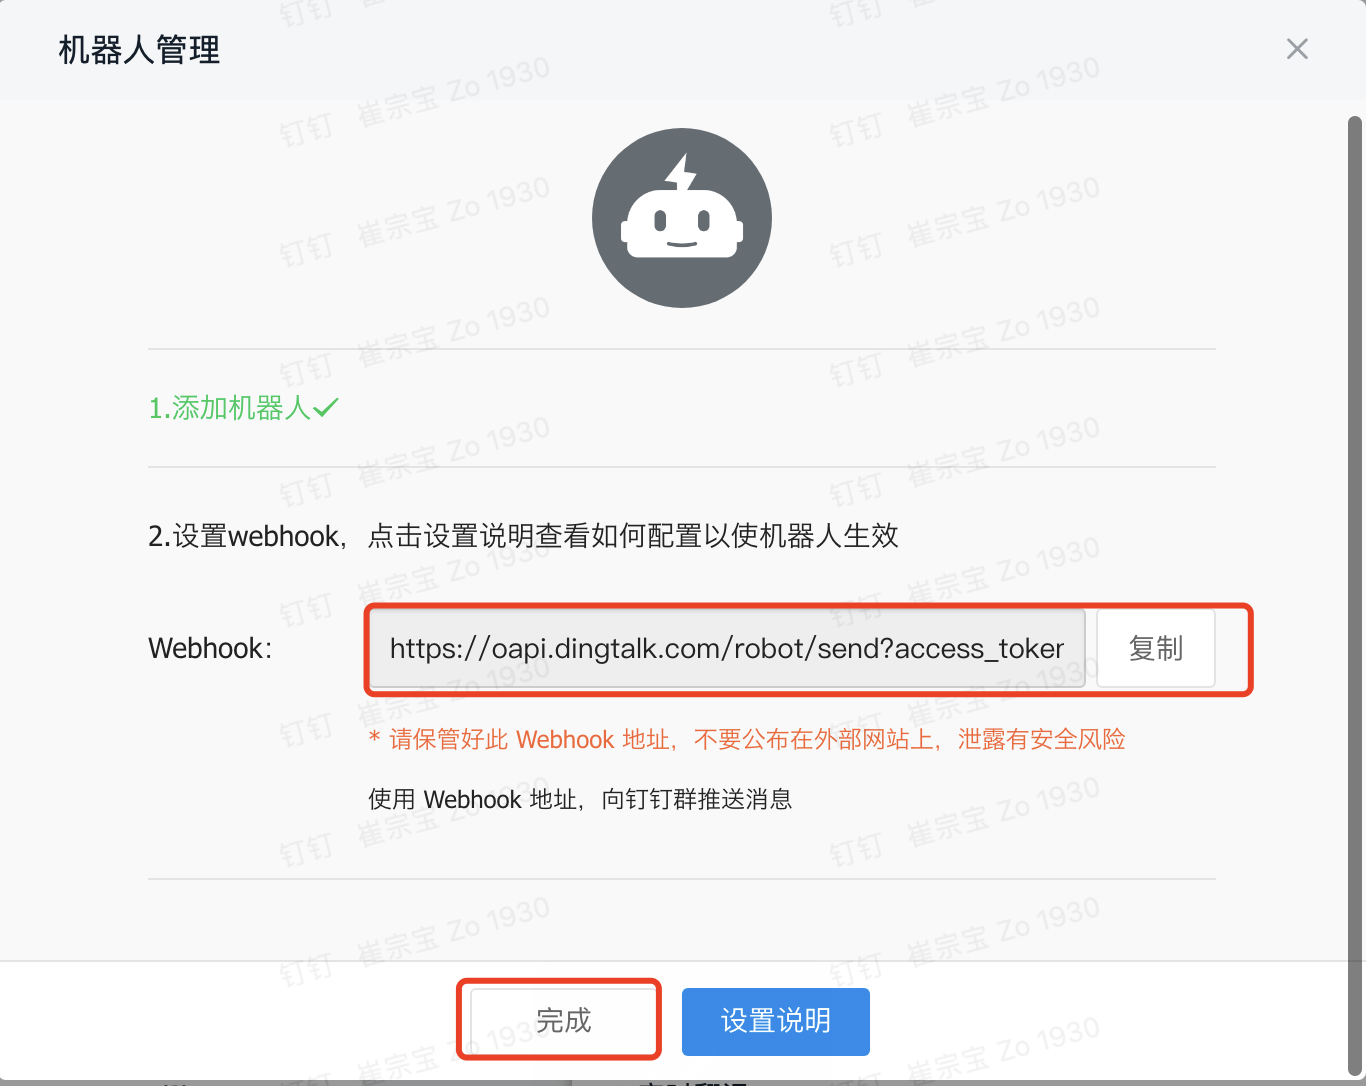 机器人管理
1.添加机器人
2.设置webhook，点击设置说明查看如何配置以使机器人生效
Webhook:
https://oapi.dingtalk.com/robot/send?access_toker
复制
* 请保管好此 Webhook 地址，不要公布在外部网站上，泄露有安全风险
使用 Webhook 地址，向钉钉群推送消息
完成
设置说明
钉钉 崔宗宝 Zo 1930